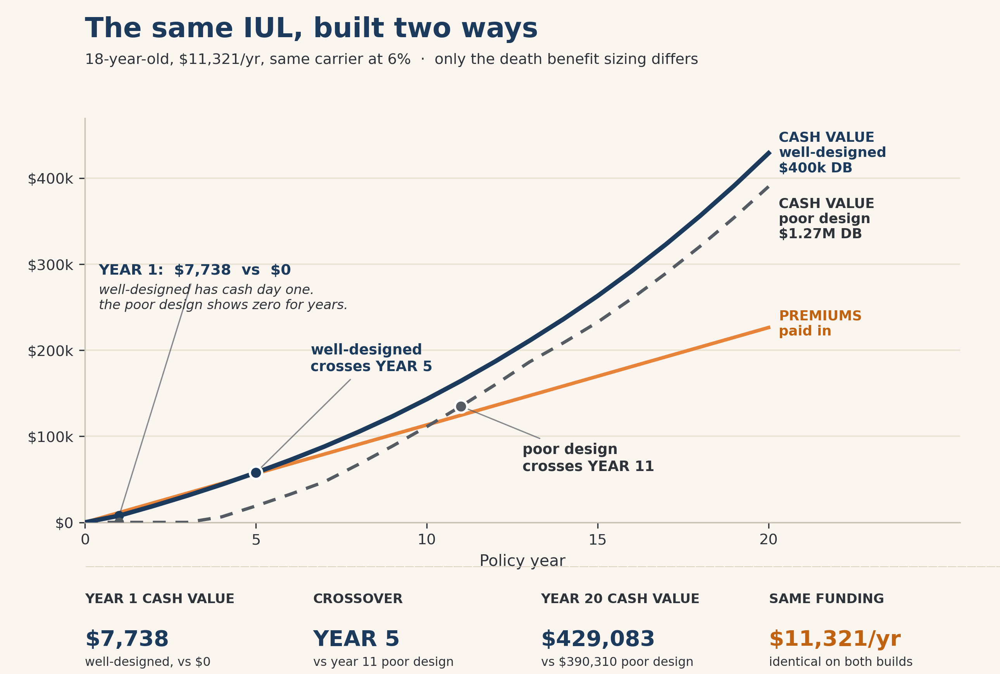 The same IUL, built two ways
18-year-old, $11,321/yr, same carrier at 6%  ·  only the death benefit sizing differs
CASH VALUE
well-designed
$400k DB
$400k
CASH VALUE
poor design
$1.27M DB
$300k
YEAR 1:  $7,738  vs  $0
well-designed has cash day one.
the poor design shows zero for years.
PREMIUMS
paid in
$200k
well-designed
crosses YEAR 5
$100k
poor design
crosses YEAR 11
$0
0 5 10 15 20
Policy year
YEAR 1 CASH VALUE
$7,738
well-designed, vs $0
CROSSOVER
YEAR 5
vs year 11 poor design
YEAR 20 CASH VALUE
$429,083
vs $390,310 poor design
SAME FUNDING
$11,321/yr
identical on both builds